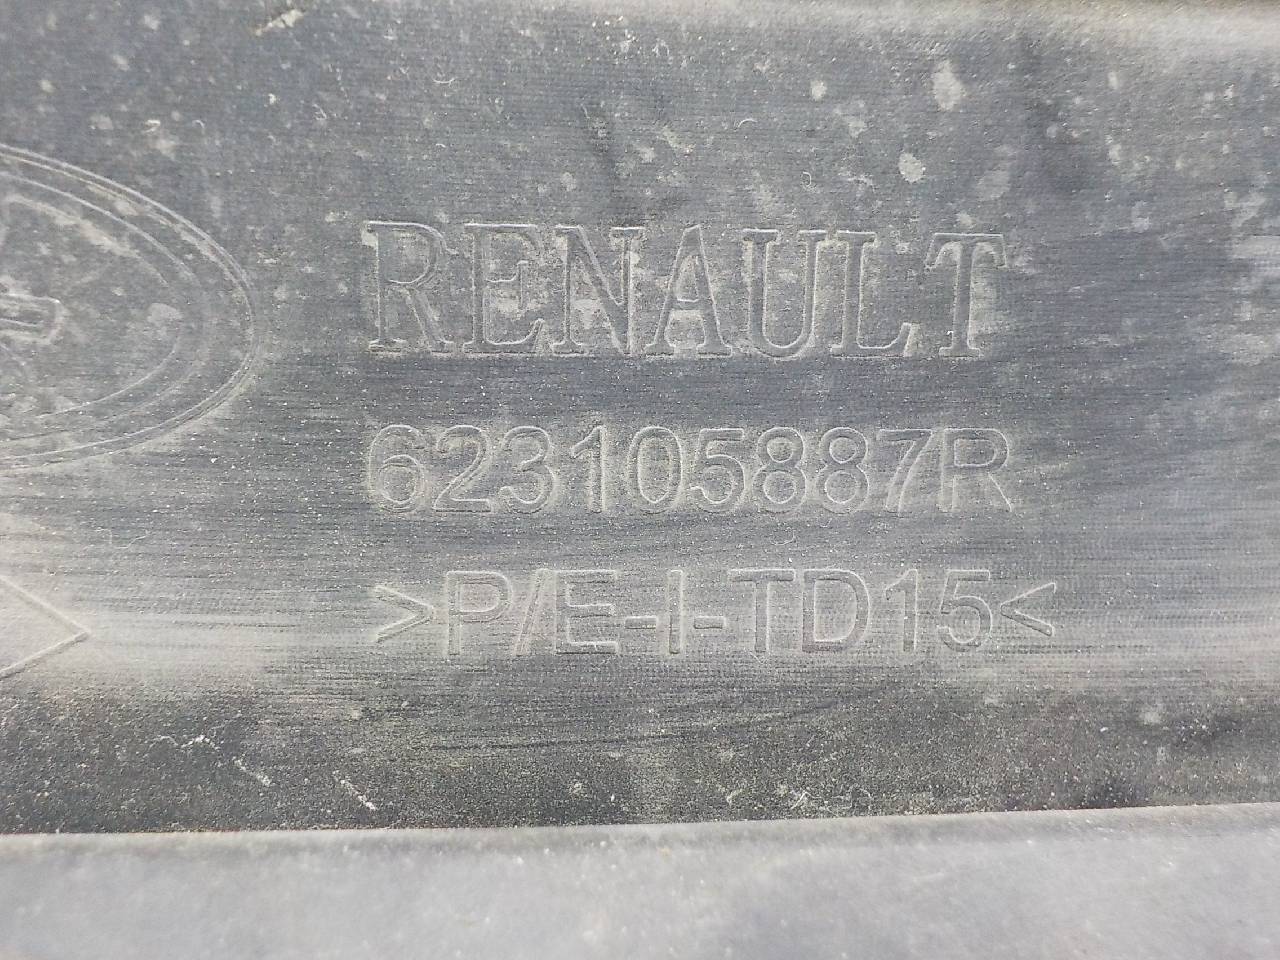 RENAULT
623105887R
>P/E-I-TD15<